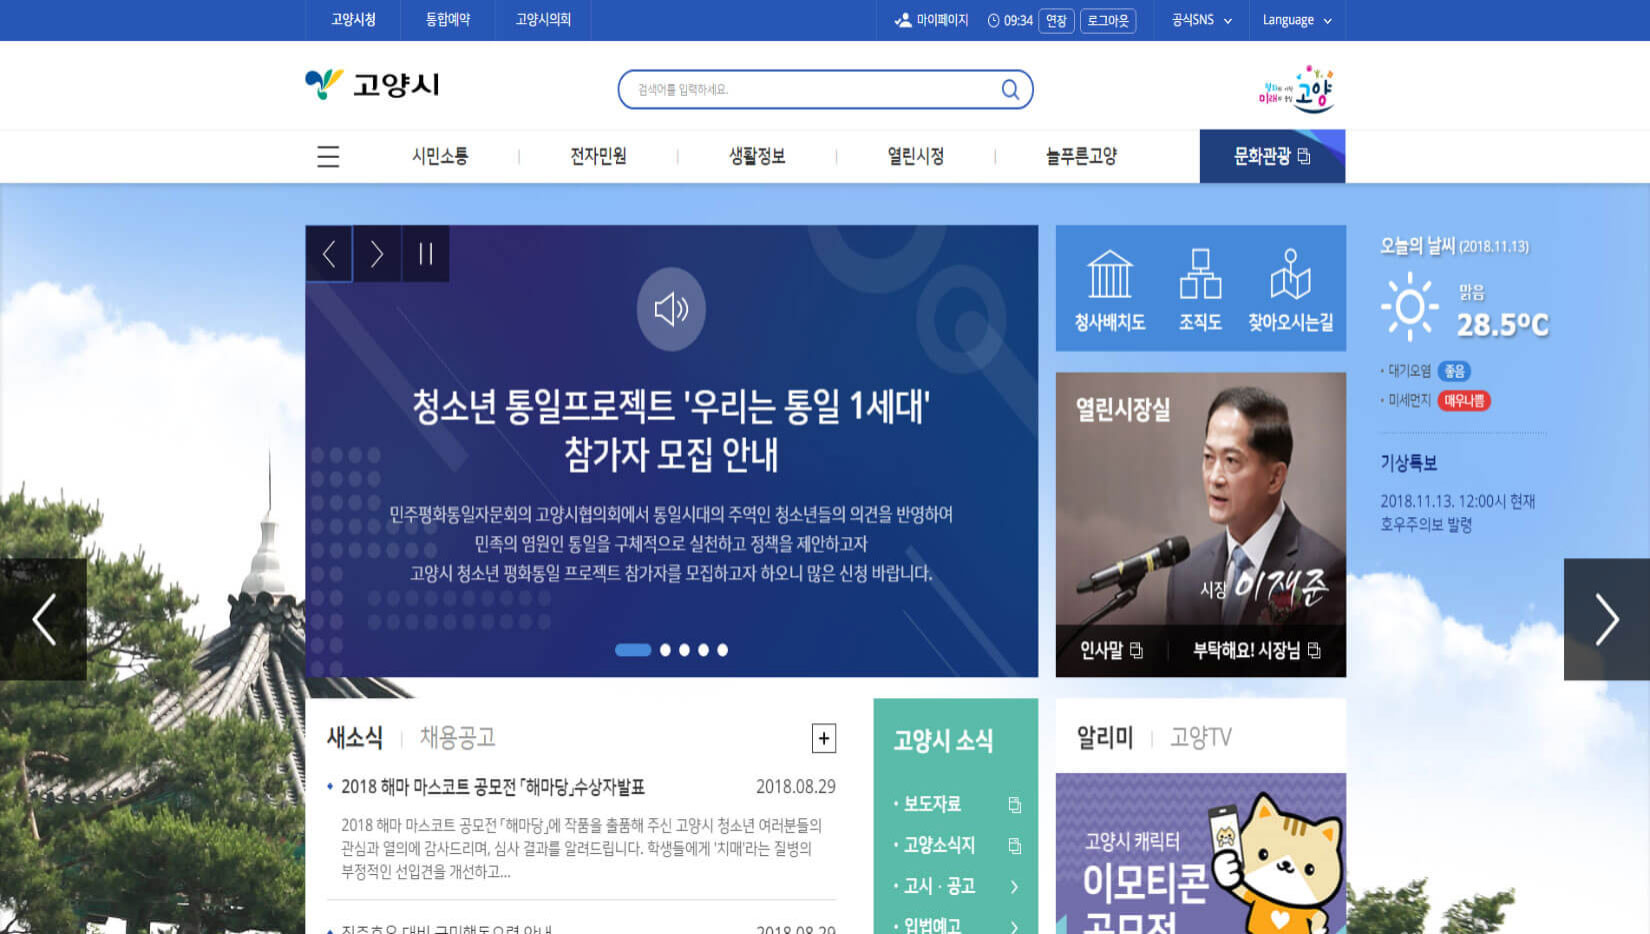 고양시청
통합예약
고양시의회
마이페이지
09:34
연장
로그아웃
공식SNS
Language
고양시
검색어를 입력하세요.
미래의 중심 고양
시민소통
전자민원
생활정보
열린시정
늘푸른고양
문화관광
청소년 통일프로젝트 '우리는 통일 1세대'
참가자 모집 안내
민주평화통일자문회의 고양시협의회에서 통일시대의 주역인 청소년들의 의견을 반영하여
민족의 염원인 통일을 구체적으로 실천하고 정책을 제안하고자
고양시 청소년 평화통일 프로젝트 참가자를 모집하고자 하오니 많은 신청 바랍니다.
청사배치도
조직도
찾아오시는길
열린시장실
시장 이재준
인사말
부탁해요! 시장님
오늘의 날씨 (2018.11.13)
맑음
28.5ºC
· 대기오염 좋음
· 미세먼지 매우나쁨
기상특보
2018.11.13. 12:00시 현재
호우주의보 발령
새소식
채용공고
2018 해마 마스코트 공모전 「해마당」수상자발표
2018.08.29
2018 해마 마스코트 공모전 「해마당」에 작품을 출품해 주신 고양시 청소년 여러분들의
관심과 열의에 감사드리며, 심사 결과를 알려드립니다. 학생들에게 '치매'라는 질병의
부정적인 선입견을 개선하고...
2018.08.29
고양시 소식
· 보도자료
· 고양소식지
· 고시 · 공고
· 입법예고
알리미
고양TV
고양시 캐릭터
이모티콘
공모전